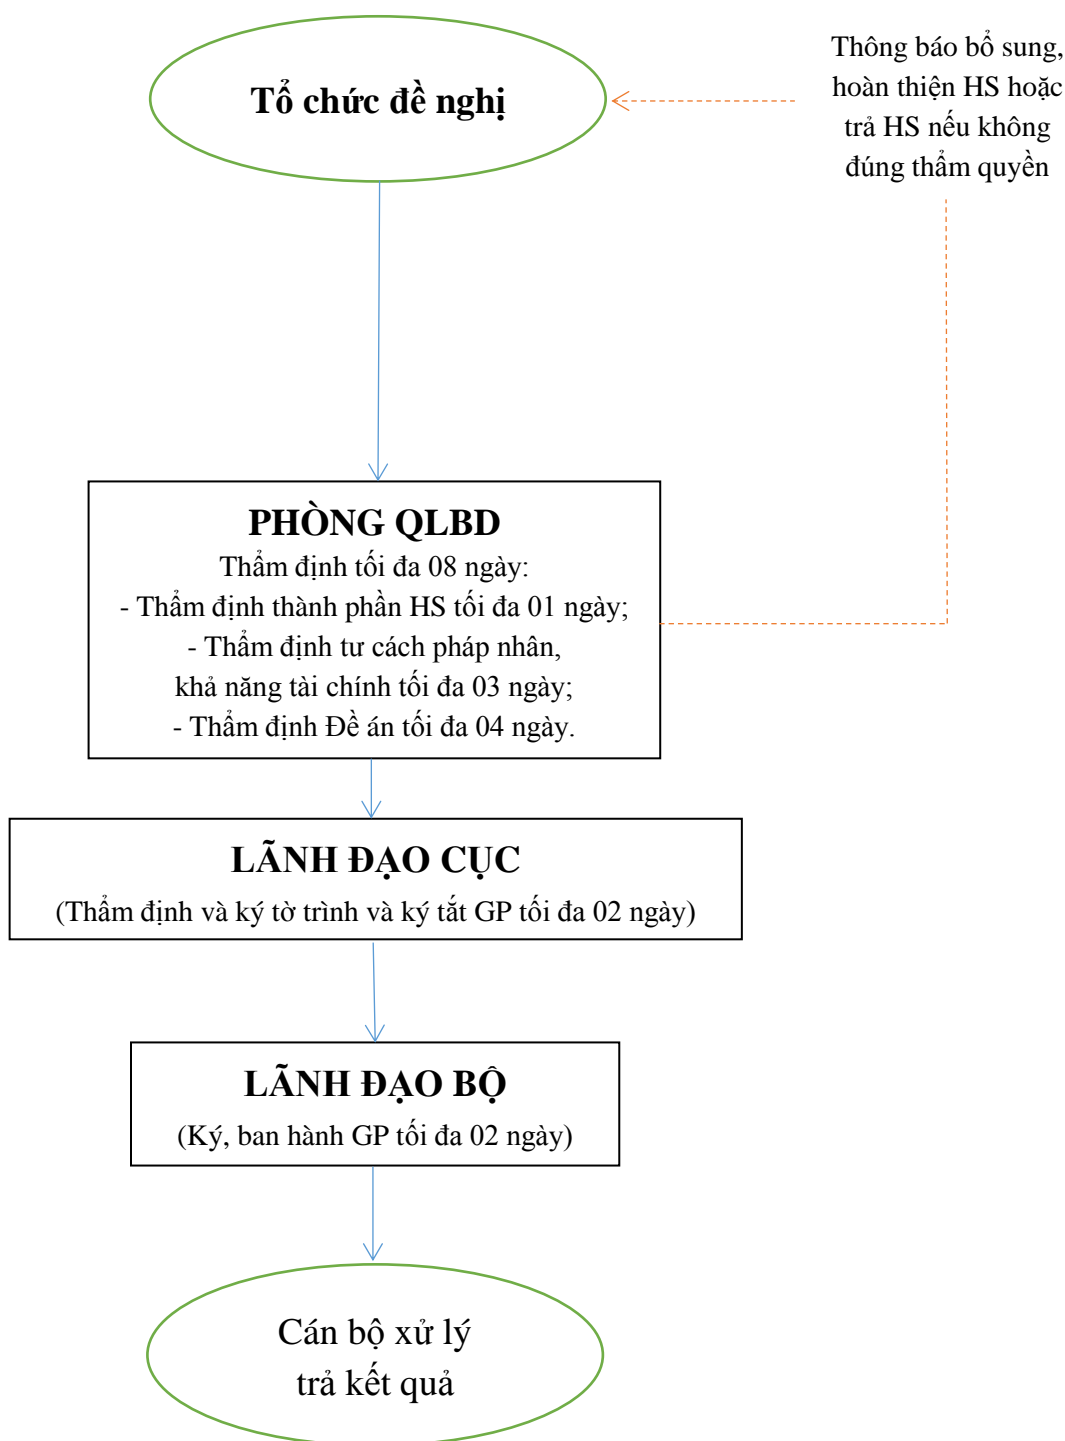 Tổ chức đề nghị
Thông báo bổ sung,
hoàn thiện HS hoặc
trả HS nếu không
đúng thẩm quyền
PHÒNG QLBD
Thẩm định tối đa 08 ngày:
- Thẩm định thành phần HS tối đa 01 ngày;
- Thẩm định tư cách pháp nhân,
khả năng tài chính tối đa 03 ngày;
- Thẩm định Đề án tối đa 04 ngày.
LÃNH ĐẠO CỤC
(Thẩm định và ký tờ trình và ký tắt GP tối đa 02 ngày)
LÃNH ĐẠO BỘ
(Ký, ban hành GP tối đa 02 ngày)
Cán bộ xử lý
trả kết quả